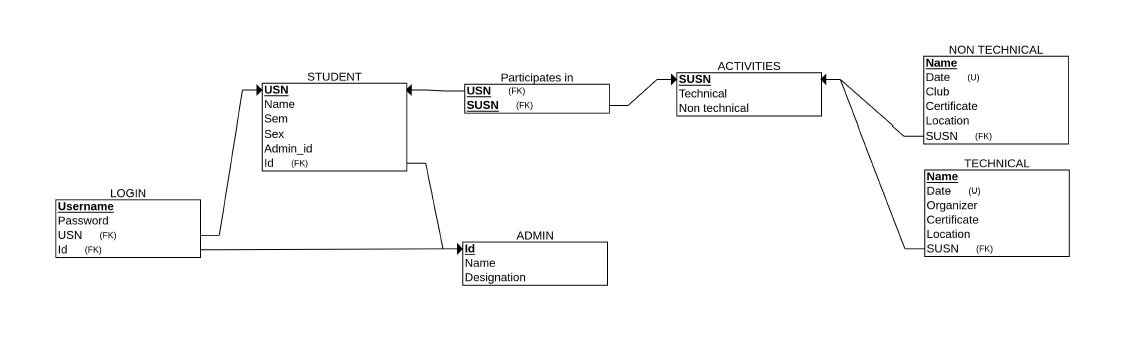 STUDENT
USN
Name
Sem
Sex
Admin_id
Id (FK)
Participates in
USN (FK)
SUSN (FK)
ACTIVITIES
SUSN
Technical
Non technical
NON TECHNICAL
Name
Date (U)
Club
Certificate
Location
SUSN (FK)
TECHNICAL
Name
Date (U)
Organizer
Certificate
Location
SUSN (FK)
LOGIN
Username
Password
USN (FK)
Id (FK)
ADMIN
Id
Name
Designation